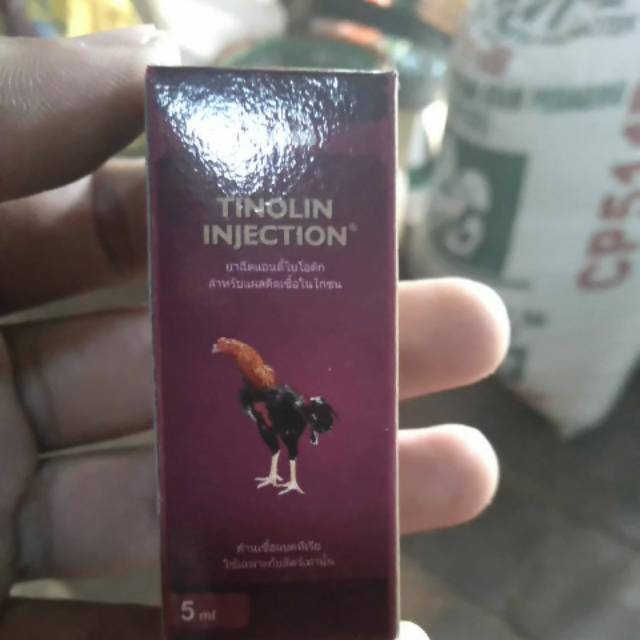 TINOLIN
INJECTION®
ยาฉีดแอนตี้ไบโอติก
สำหรับแผลติดเชื้อในไก่ชน
ต้านเชื้อแบคทีเรีย
ใช้เฉพาะกับสัตว์เท่านั้น
5 ml
CP51